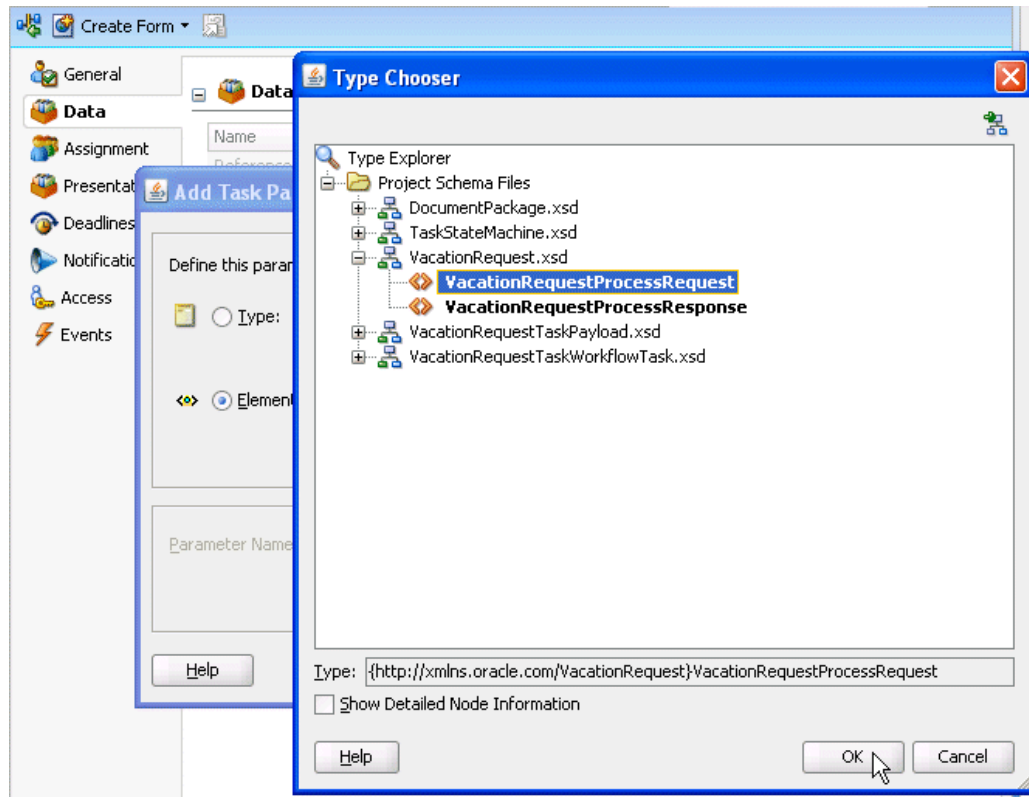 Create Form
General
Data
Assignment
Presentat
Deadlines
Notificatio
Access
Events
Data
Name
Reference
Add Task Pa
Define this parar
Type:
Element
Parameter Name
Help
Type Chooser
Type Explorer
Project Schema Files
DocumentPackage.xsd
TaskStateMachine.xsd
VacationRequest.xsd
VacationRequestProcessRequest
VacationRequestProcessResponse
VacationRequestTaskPayload.xsd
VacationRequestTaskWorkflowTask.xsd
Type: {http://xmlns.oracle.com/VacationRequest}VacationRequestProcessRequest
Show Detailed Node Information
Help OK Cancel